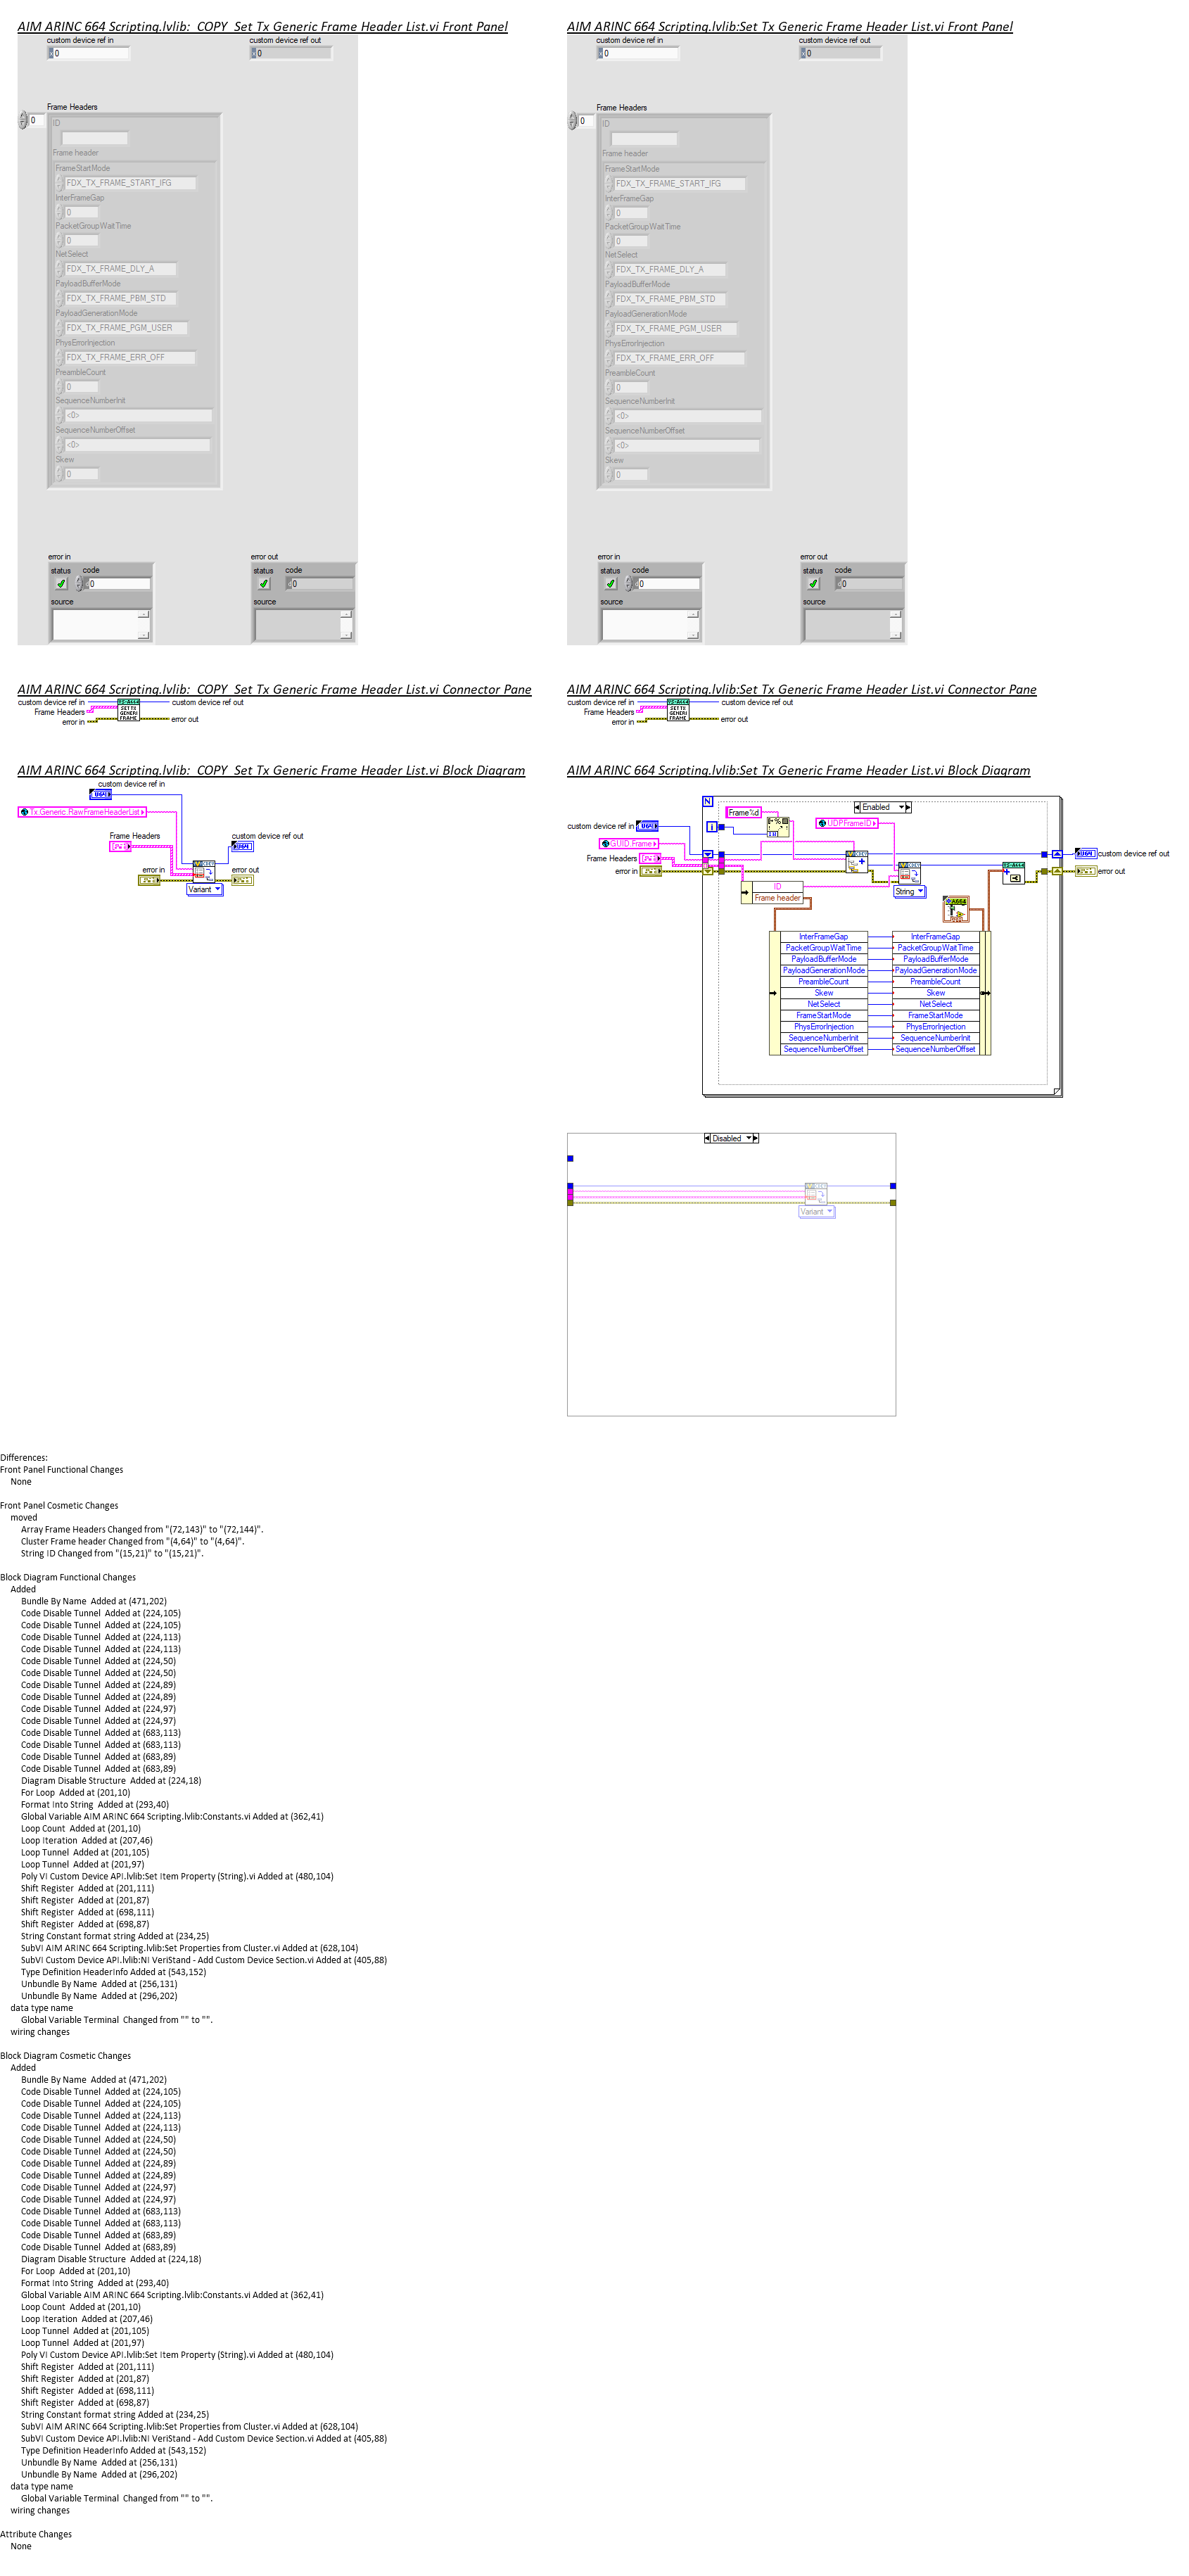 AIM ARINC 664 Scripting.lvlib:_COPY_Set Tx Generic Frame Header List.vi Front Panel
custom device ref in
custom device ref out
0
0
Frame Headers
0
ID
Frame header
FrameStartMode
FDX_TX_FRAME_START_IFG
InterFrameGap
0
PacketGroupWaitTime
0
NetSelect
FDX_TX_FRAME_DLY_A
PayloadBufferMode
FDX_TX_FRAME_PBM_STD
PayloadGenerationMode
FDX_TX_FRAME_PGM_USER
PhysErrorInjection
FDX_TX_FRAME_ERR_OFF
PreambleCount
0
SequenceNumberInit
<0>
SequenceNumberOffset
<0>
Skew
0
error in
error out
status code
0
source
status code
0
source
AIM ARINC 664 Scripting.lvlib:Set Tx Generic Frame Header List.vi Front Panel
custom device ref in
custom device ref out
0
0
Frame Headers
0
ID
Frame header
FrameStartMode
FDX_TX_FRAME_START_IFG
InterFrameGap
0
PacketGroupWaitTime
0
NetSelect
FDX_TX_FRAME_DLY_A
PayloadBufferMode
FDX_TX_FRAME_PBM_STD
PayloadGenerationMode
FDX_TX_FRAME_PGM_USER
PhysErrorInjection
FDX_TX_FRAME_ERR_OFF
PreambleCount
0
SequenceNumberInit
<0>
SequenceNumberOffset
<0>
Skew
0
error in
error out
status code
0
source
status code
0
source
AIM ARINC 664 Scripting.lvlib:_COPY_Set Tx Generic Frame Header List.vi Connector Pane
custom device ref in
custom device ref out
Frame Headers
error in
error out
SET TX
GENERI
FRAME
AIM ARINC 664 Scripting.lvlib:Set Tx Generic Frame Header List.vi Connector Pane
custom device ref in
custom device ref out
Frame Headers
error in
error out
SET TX
GENERI
FRAME
AIM ARINC 664 Scripting.lvlib:_COPY_Set Tx Generic Frame Header List.vi Block Diagram
custom device ref in
Tx.Generic.RawFrameHeaderList
Frame Headers
custom device ref out
error in
error out
Variant
AIM ARINC 664 Scripting.lvlib:Set Tx Generic Frame Header List.vi Block Diagram
N
Enabled
Frame%d
custom device ref in
i
UDPFrameID
GUID.Frame
Frame Headers
custom device ref out
error in
error out
ID
Frame header
String
A664
InterFrameGap InterFrameGap
PacketGroupWaitTime PacketGroupWaitTime
PayloadBufferMode PayloadBufferMode
PayloadGenerationMode PayloadGenerationMode
PreambleCount PreambleCount
Skew Skew
NetSelect NetSelect
FrameStartMode FrameStartMode
PhysErrorInjection PhysErrorInjection
SequenceNumberInit SequenceNumberInit
SequenceNumberOffset SequenceNumberOffset
Disabled
Variant
Differences:
Front Panel Functional Changes
None
Front Panel Cosmetic Changes
moved
Array Frame Headers Changed from "(72,143)" to "(72,144)".
Cluster Frame header Changed from "(4,64)" to "(4,64)".
String ID Changed from "(15,21)" to "(15,21)".
Block Diagram Functional Changes
Added
Bundle By Name Added at (471,202)
Code Disable Tunnel Added at (224,105)
Code Disable Tunnel Added at (224,105)
Code Disable Tunnel Added at (224,113)
Code Disable Tunnel Added at (224,113)
Code Disable Tunnel Added at (224,50)
Code Disable Tunnel Added at (224,50)
Code Disable Tunnel Added at (224,89)
Code Disable Tunnel Added at (224,89)
Code Disable Tunnel Added at (224,97)
Code Disable Tunnel Added at (224,97)
Code Disable Tunnel Added at (683,113)
Code Disable Tunnel Added at (683,113)
Code Disable Tunnel Added at (683,89)
Code Disable Tunnel Added at (683,89)
Diagram Disable Structure Added at (224,18)
For Loop Added at (201,10)
Format Into String Added at (293,40)
Global Variable AIM ARINC 664 Scripting.lvlib:Constants.vi Added at (362,41)
Loop Count Added at (201,10)
Loop Iteration Added at (207,46)
Loop Tunnel Added at (201,105)
Loop Tunnel Added at (201,97)
Poly VI Custom Device API.lvlib:Set Item Property (String).vi Added at (480,104)
Shift Register Added at (201,111)
Shift Register Added at (201,87)
Shift Register Added at (698,111)
Shift Register Added at (698,87)
String Constant format string Added at (234,25)
SubVI AIM ARINC 664 Scripting.lvlib:Set Properties from Cluster.vi Added at (628,104)
SubVI Custom Device API.lvlib:NI VeriStand - Add Custom Device Section.vi Added at (405,88)
Type Definition HeaderInfo Added at (543,152)
Unbundle By Name Added at (256,131)
Unbundle By Name Added at (296,202)
data type name
Global Variable Terminal Changed from "" to "".
wiring changes
Block Diagram Cosmetic Changes
Added
Bundle By Name Added at (471,202)
Code Disable Tunnel Added at (224,105)
Code Disable Tunnel Added at (224,105)
Code Disable Tunnel Added at (224,113)
Code Disable Tunnel Added at (224,113)
Code Disable Tunnel Added at (224,50)
Code Disable Tunnel Added at (224,50)
Code Disable Tunnel Added at (224,89)
Code Disable Tunnel Added at (224,89)
Code Disable Tunnel Added at (224,97)
Code Disable Tunnel Added at (224,97)
Code Disable Tunnel Added at (683,113)
Code Disable Tunnel Added at (683,113)
Code Disable Tunnel Added at (683,89)
Code Disable Tunnel Added at (683,89)
Diagram Disable Structure Added at (224,18)
For Loop Added at (201,10)
Format Into String Added at (293,40)
Global Variable AIM ARINC 664 Scripting.lvlib:Constants.vi Added at (362,41)
Loop Count Added at (201,10)
Loop Iteration Added at (207,46)
Loop Tunnel Added at (201,105)
Loop Tunnel Added at (201,97)
Poly VI Custom Device API.lvlib:Set Item Property (String).vi Added at (480,104)
Shift Register Added at (201,111)
Shift Register Added at (201,87)
Shift Register Added at (698,111)
Shift Register Added at (698,87)
String Constant format string Added at (234,25)
SubVI AIM ARINC 664 Scripting.lvlib:Set Properties from Cluster.vi Added at (628,104)
SubVI Custom Device API.lvlib:NI VeriStand - Add Custom Device Section.vi Added at (405,88)
Type Definition HeaderInfo Added at (543,152)
Unbundle By Name Added at (256,131)
Unbundle By Name Added at (296,202)
data type name
Global Variable Terminal Changed from "" to "".
wiring changes
Attribute Changes
None